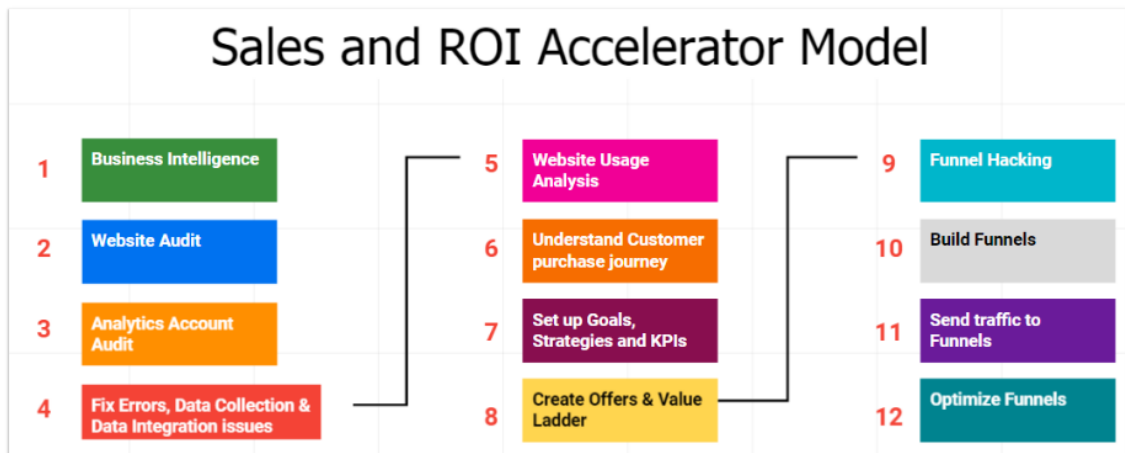 Sales and ROI Accelerator Model
1
Business Intelligence
2
Website Audit
3
Analytics Account
Audit
4
Fix Errors, Data Collection &
Data Integration issues
5
Website Usage
Analysis
6
Understand Customer
purchase journey
7
Set up Goals,
Strategies and KPIs
8
Create Offers & Value
Ladder
9
Funnel Hacking
10
Build Funnels
11
Send traffic to
Funnels
12
Optimize Funnels